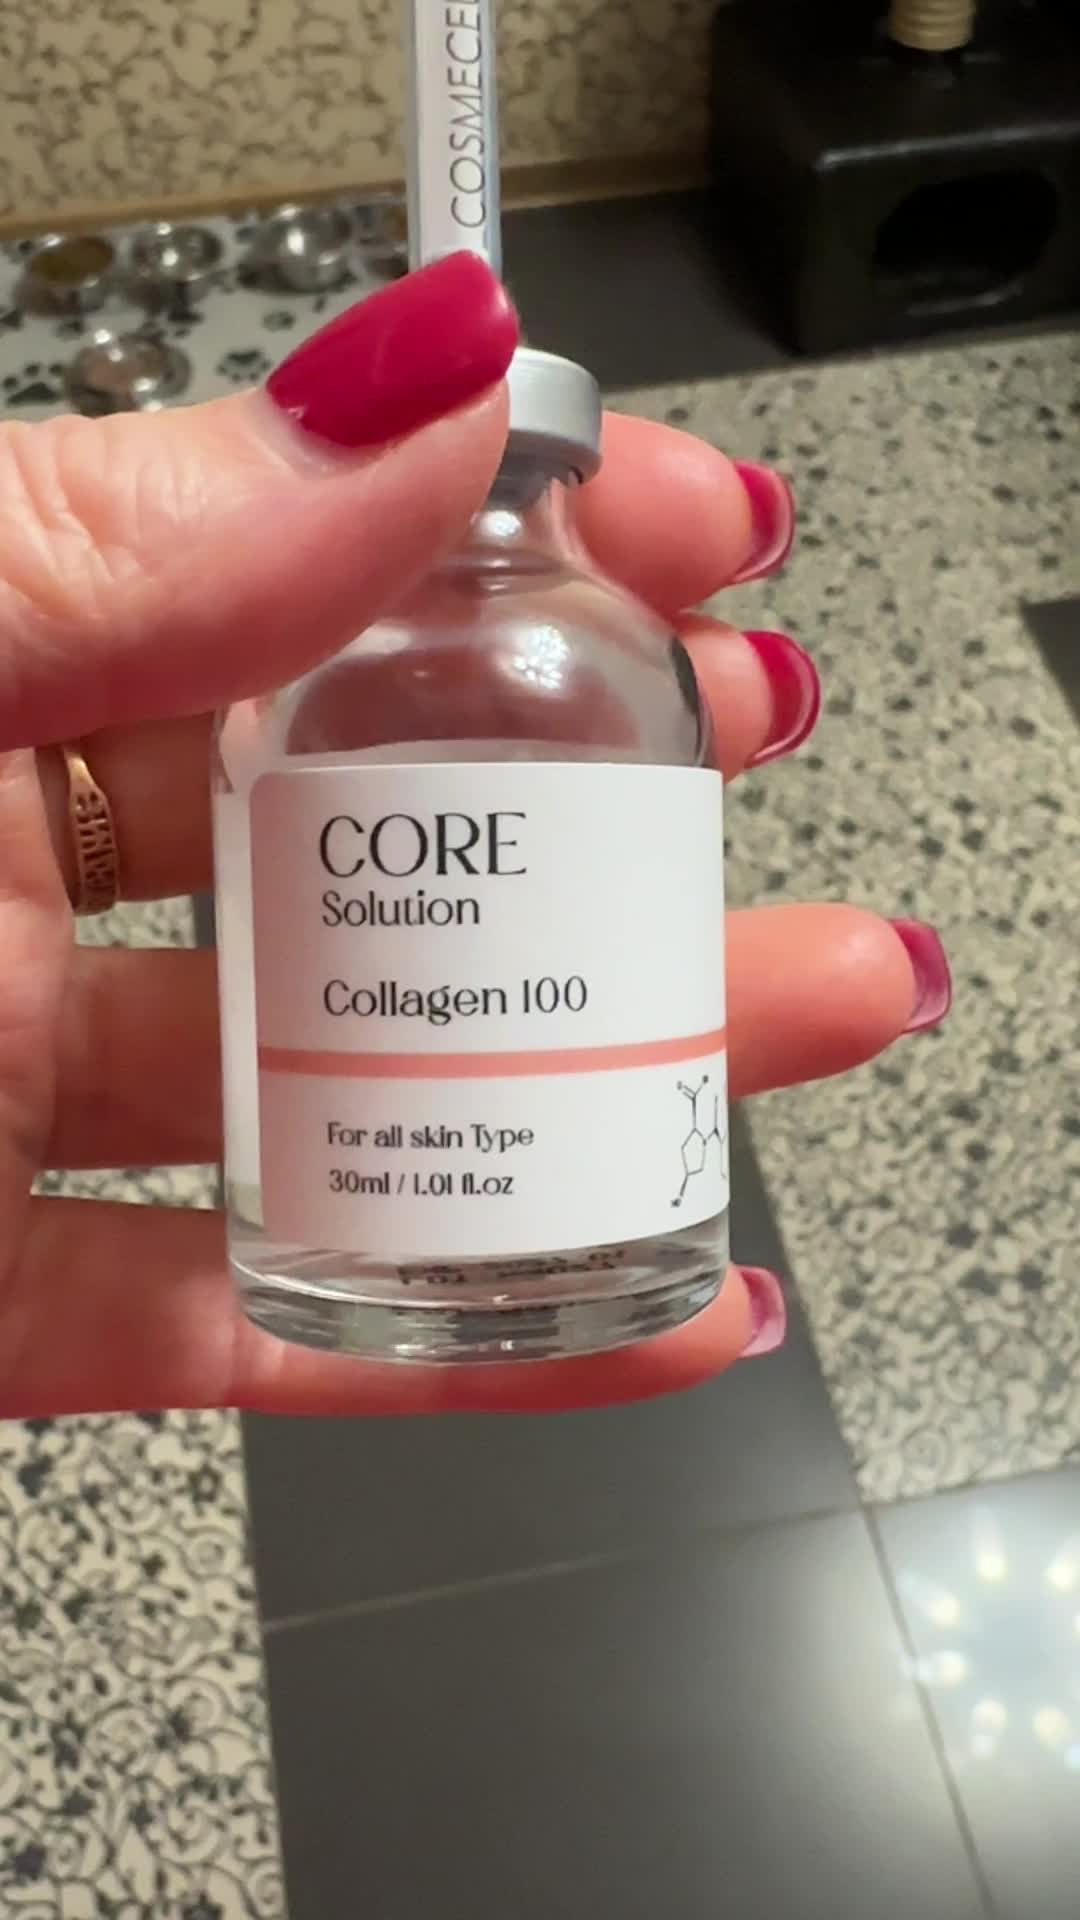 COSMECE
CORE
Solution
Collagen 100
For all skin Type
30ml / 1.01 fl.oz